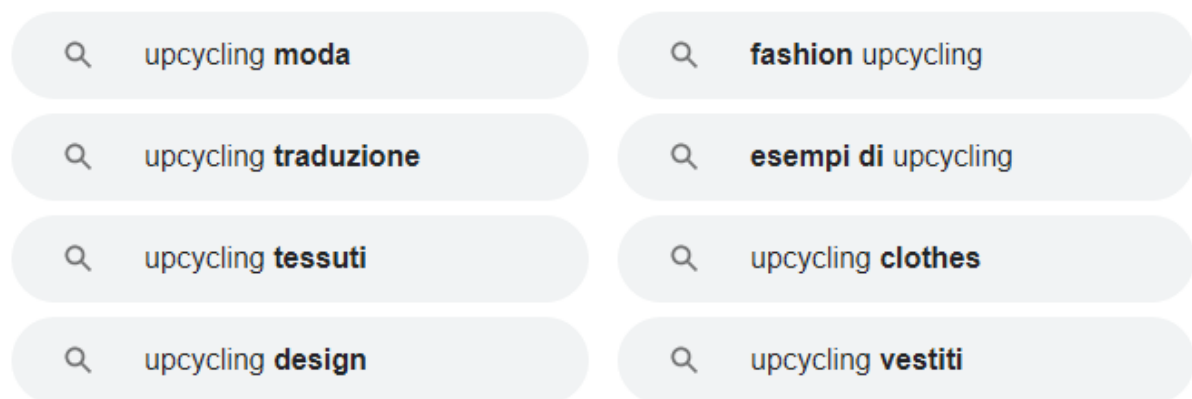 upcycling moda
fashion upcycling
upcycling traduzione
esempi di upcycling
upcycling tessuti
upcycling clothes
upcycling design
upcycling vestiti